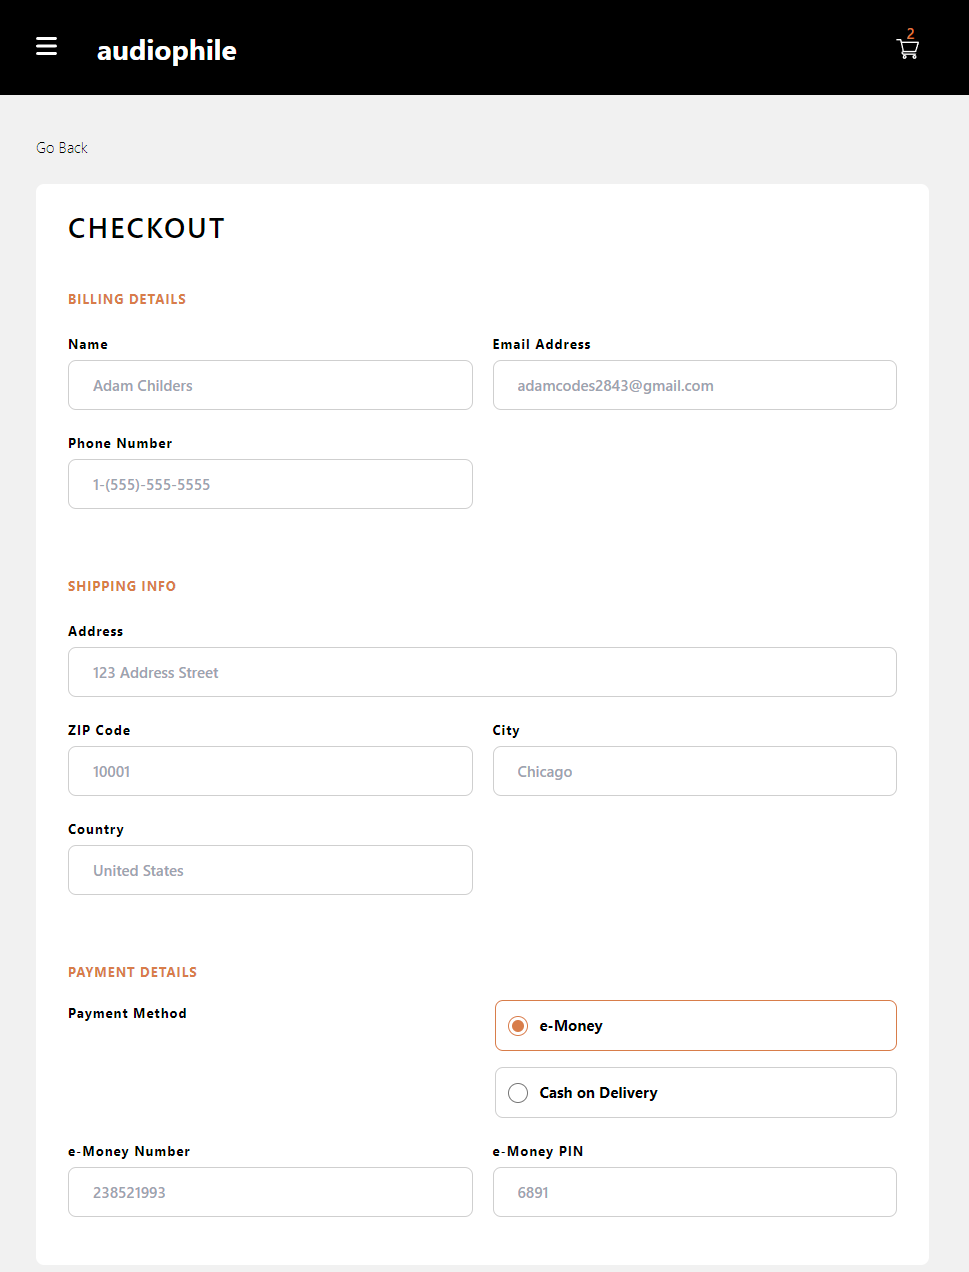 audiophile
2
Go Back
CHECKOUT
BILLING DETAILS
Name
Email Address
Adam Childers
adamcodes2843@gmail.com
Phone Number
1-(555)-555-5555
SHIPPING INFO
Address
123 Address Street
ZIP Code
City
10001
Chicago
Country
United States
PAYMENT DETAILS
Payment Method
e-Money
Cash on Delivery
e-Money Number
e-Money PIN
238521993
6891